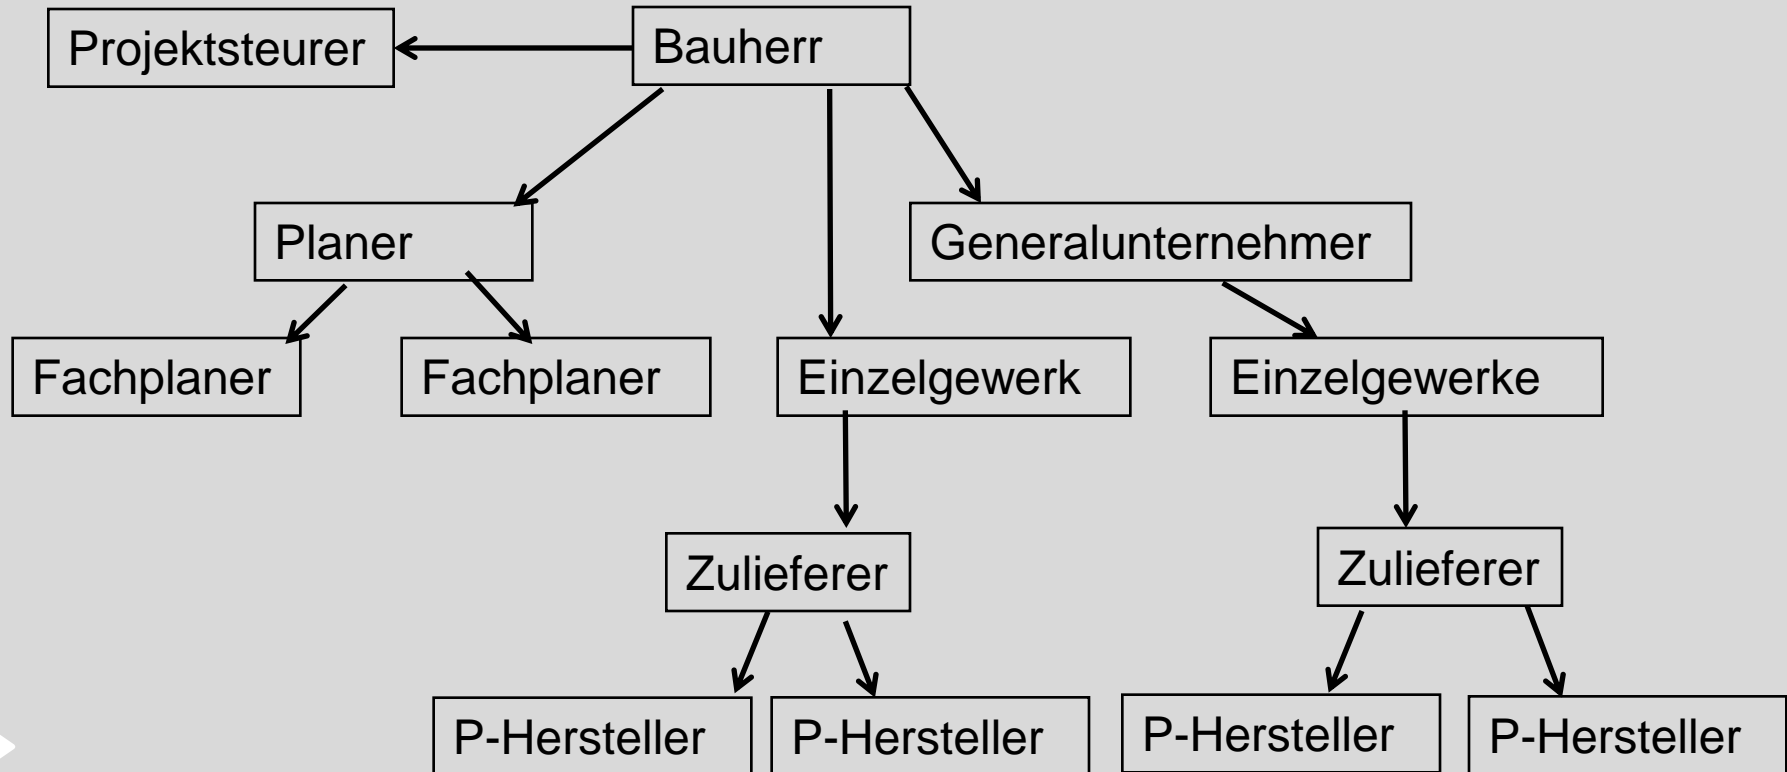 Projektsteurer
Bauherr
Planer
Generalunternehmer
Fachplaner
Fachplaner
Einzelgewerk
Einzelgewerke
Zulieferer
Zulieferer
P-Hersteller
P-Hersteller
P-Hersteller
P-Hersteller